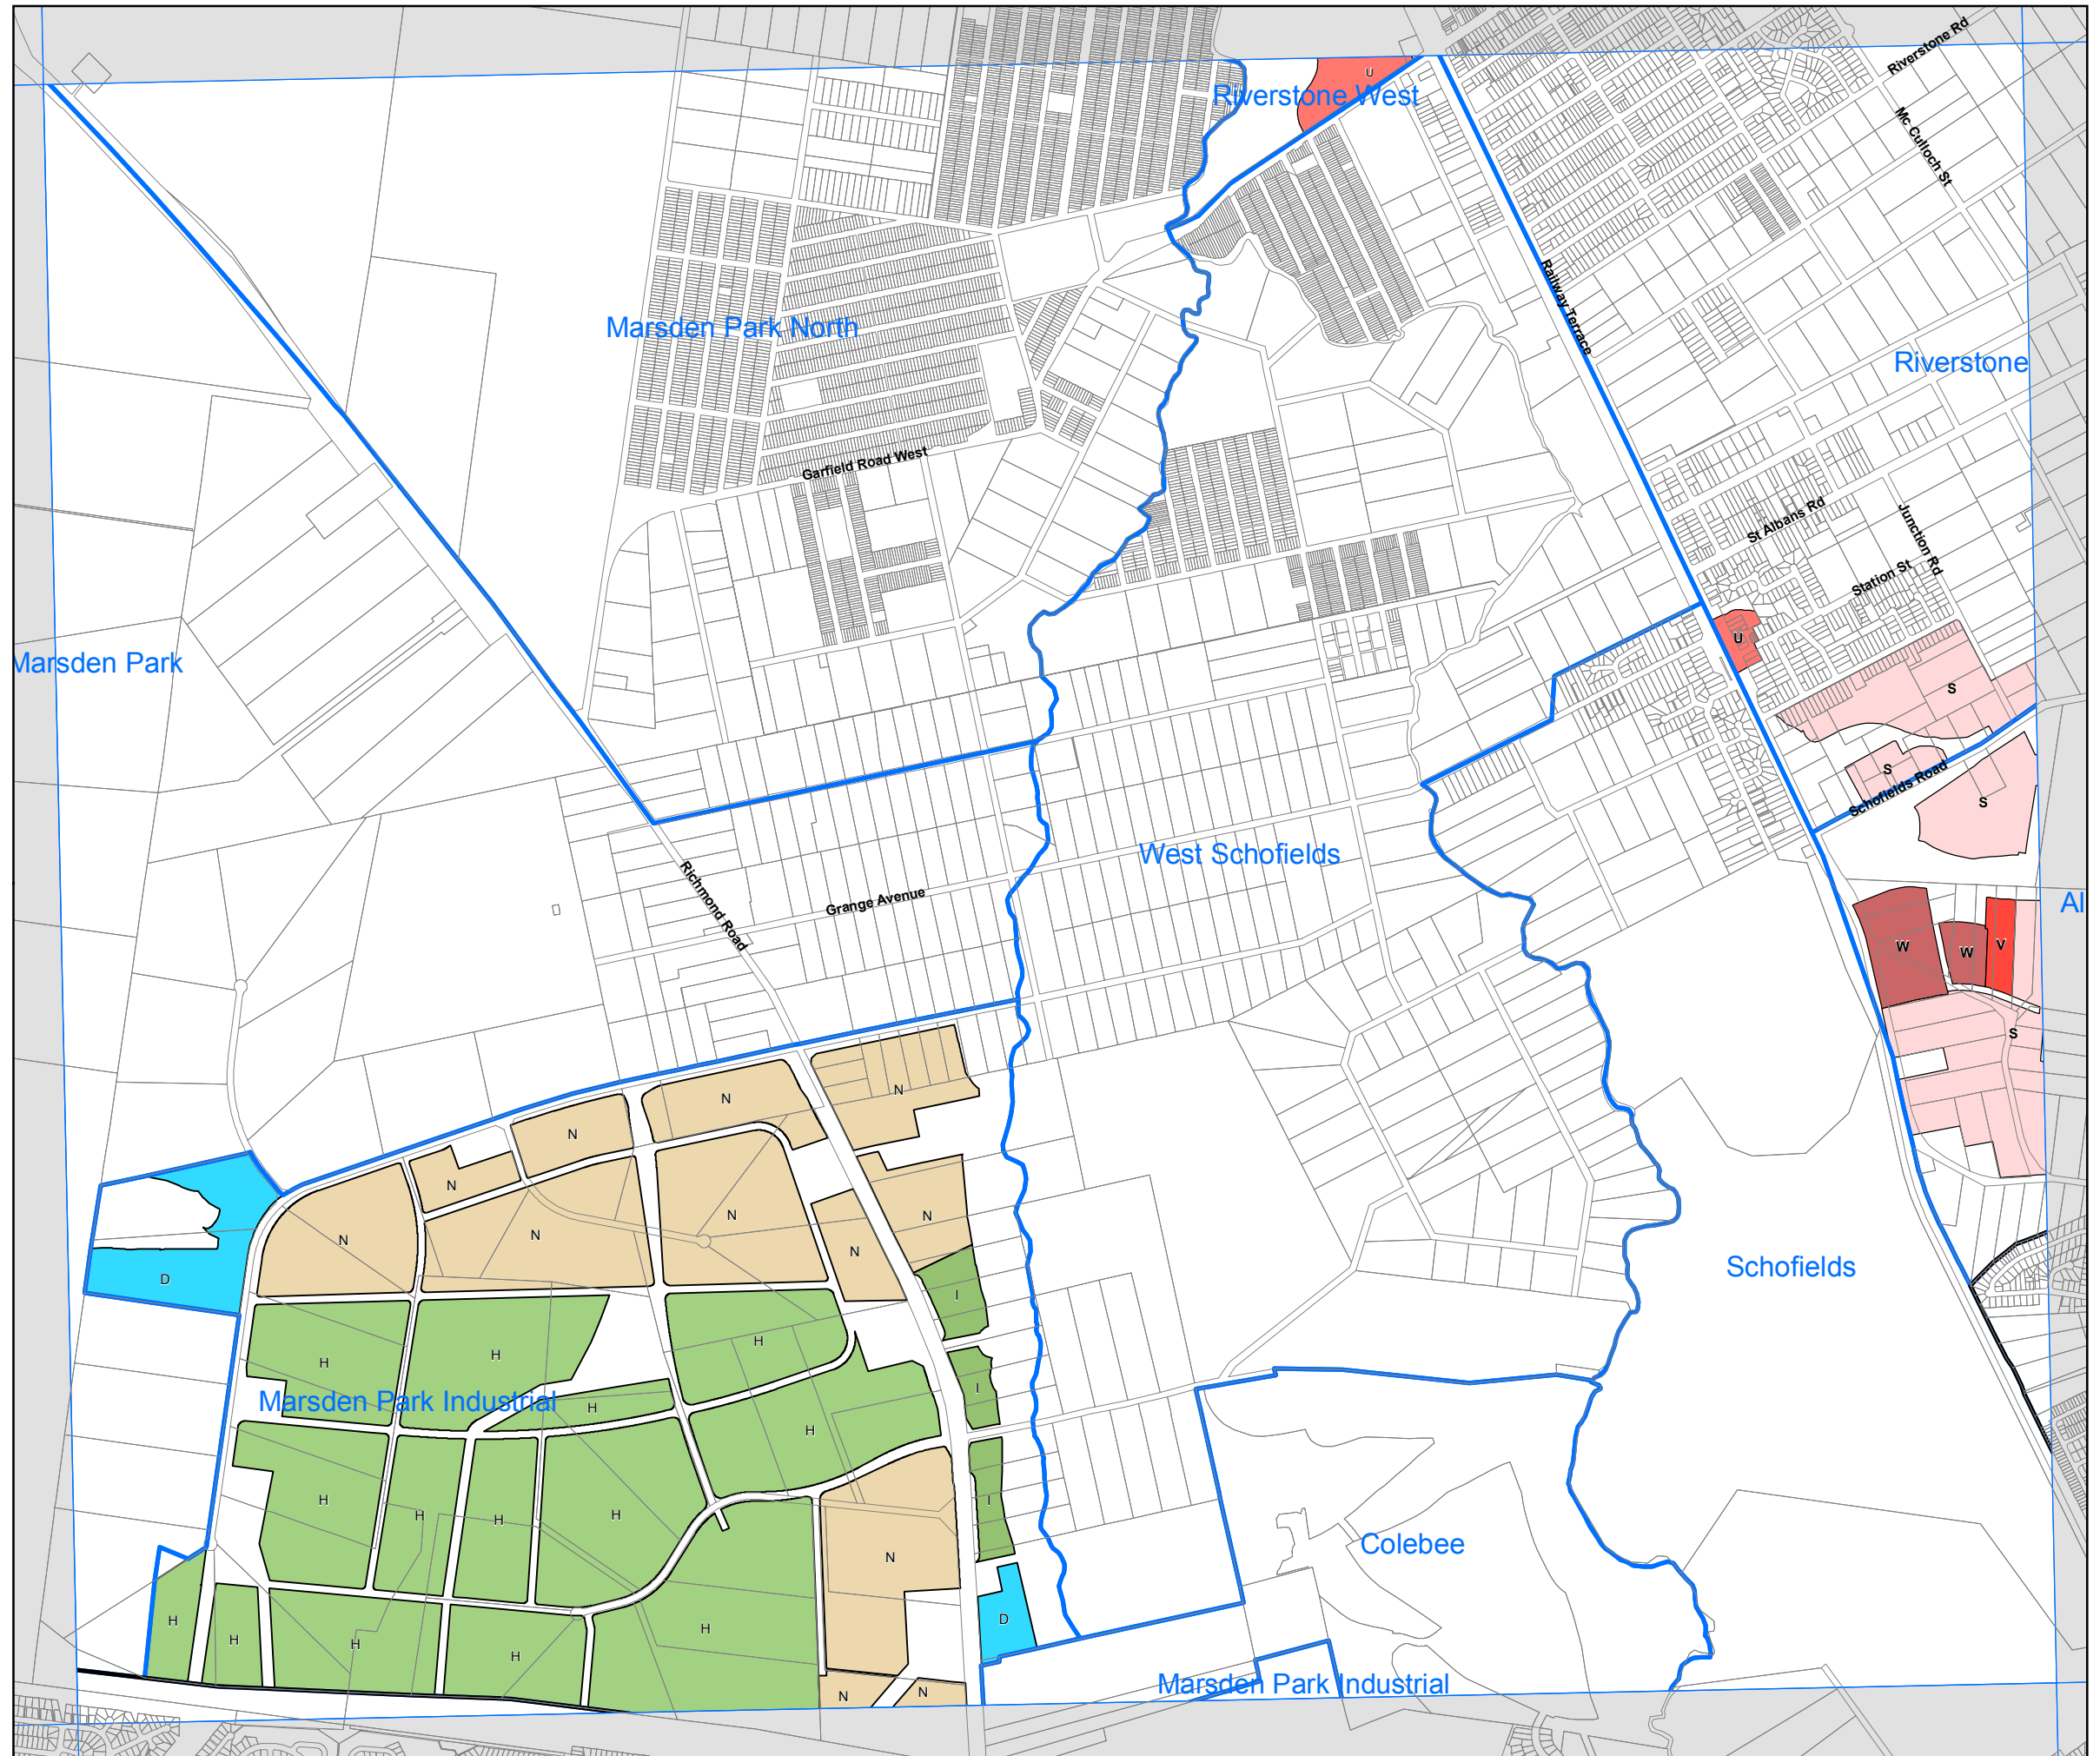 Riverstone Rd
U
Riverstone West
Mc Culloch St
Railway Terrace
Marsden Park North
Riverstone
Garfield Road West
St Albans Rd
Junction Rd
Station St
U
Marsden Park
S
S
Schofields Road
S
West Schofields
Richmond Road
Grange Avenue
Al
W
W
V
S
N
N
N
N
N
N
N
N
N
N
D
Schofields
I
H
H
H
I
Marsden Park Industrial
H
H
H
H
H
H
I
Colebee
N
H
D
H
H
H
H
Marsden Park Industrial
N
N